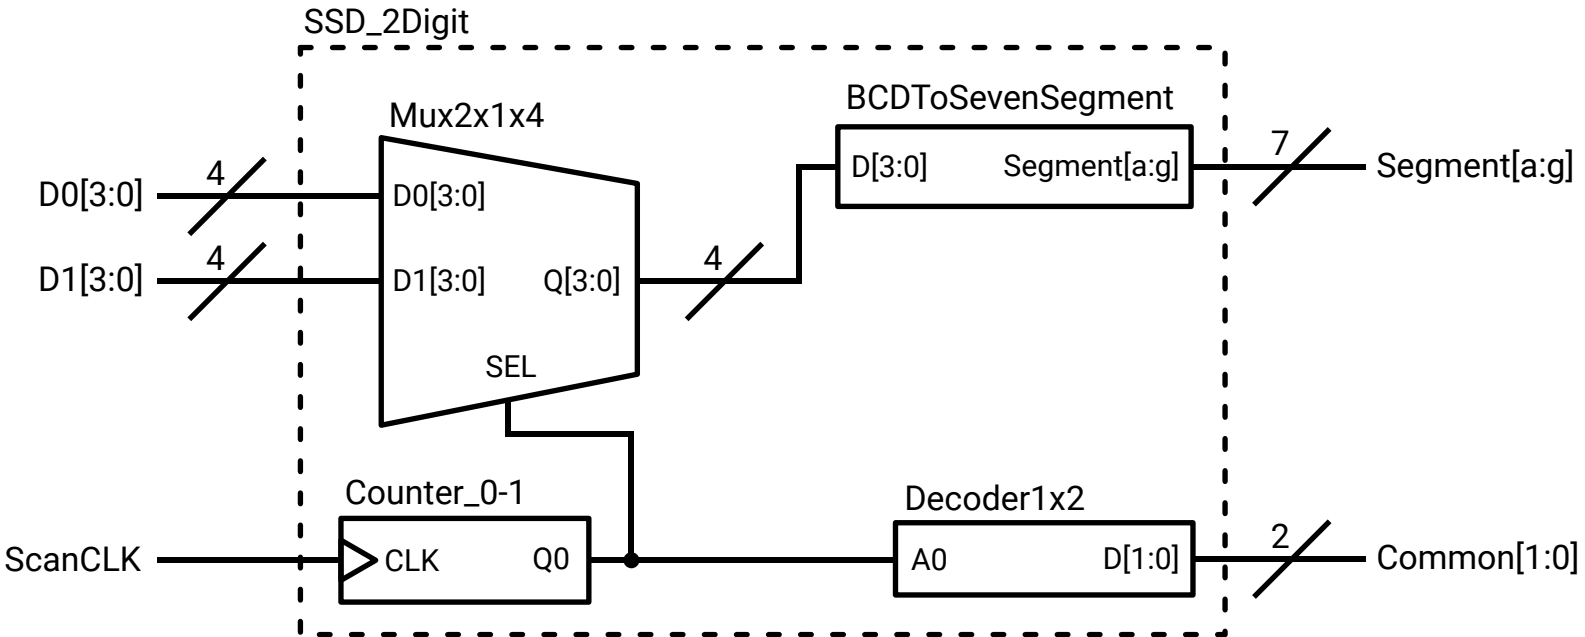 SSD_2Digit
Mux2x1x4
BCDToSevenSegment
D0[3:0]
4
D0[3:0]
D[3:0]
Segment[a:g]
7
Segment[a:g]
D1[3:0]
4
D1[3:0]
Q[3:0]
4
SEL
Counter_0-1
Decoder1x2
ScanCLK
CLK
Q0
A0
D[1:0]
2
Common[1:0]